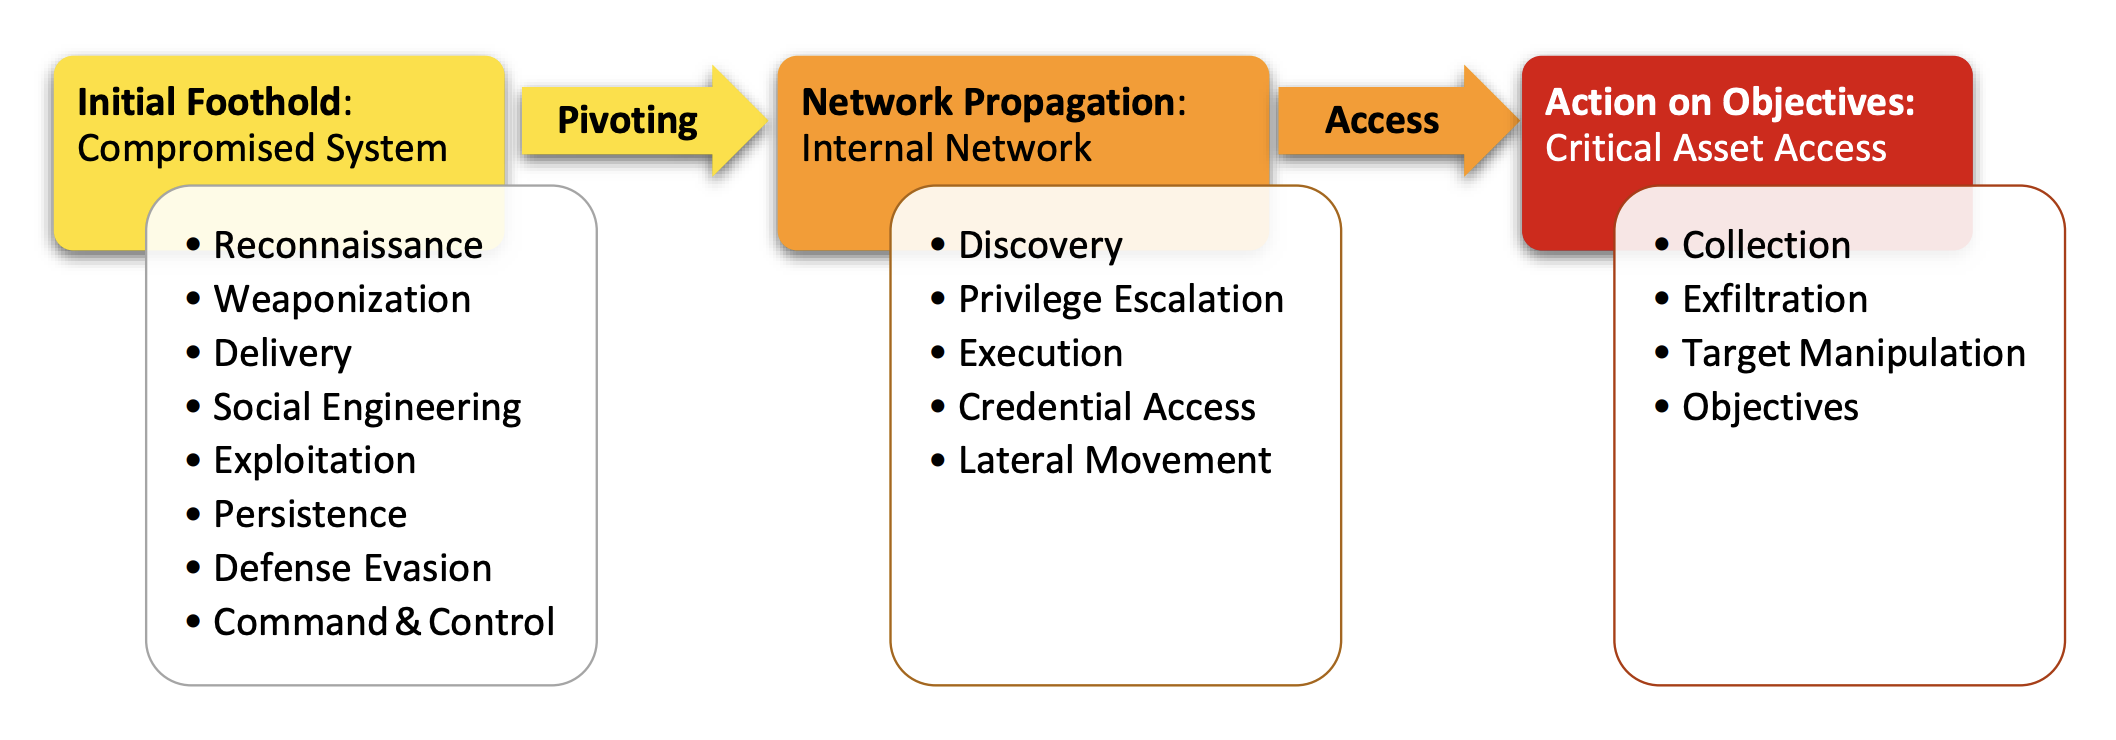 Initial Foothold:
Compromised System
• Reconnaissance
• Weaponization
• Delivery
• Social Engineering
• Exploitation
• Persistence
• Defense Evasion
• Command & Control
Pivoting
Network Propagation:
Internal Network
• Discovery
• Privilege Escalation
• Execution
• Credential Access
• Lateral Movement
Access
Action on Objectives:
Critical Asset Access
• Collection
• Exfiltration
• Target Manipulation
• Objectives